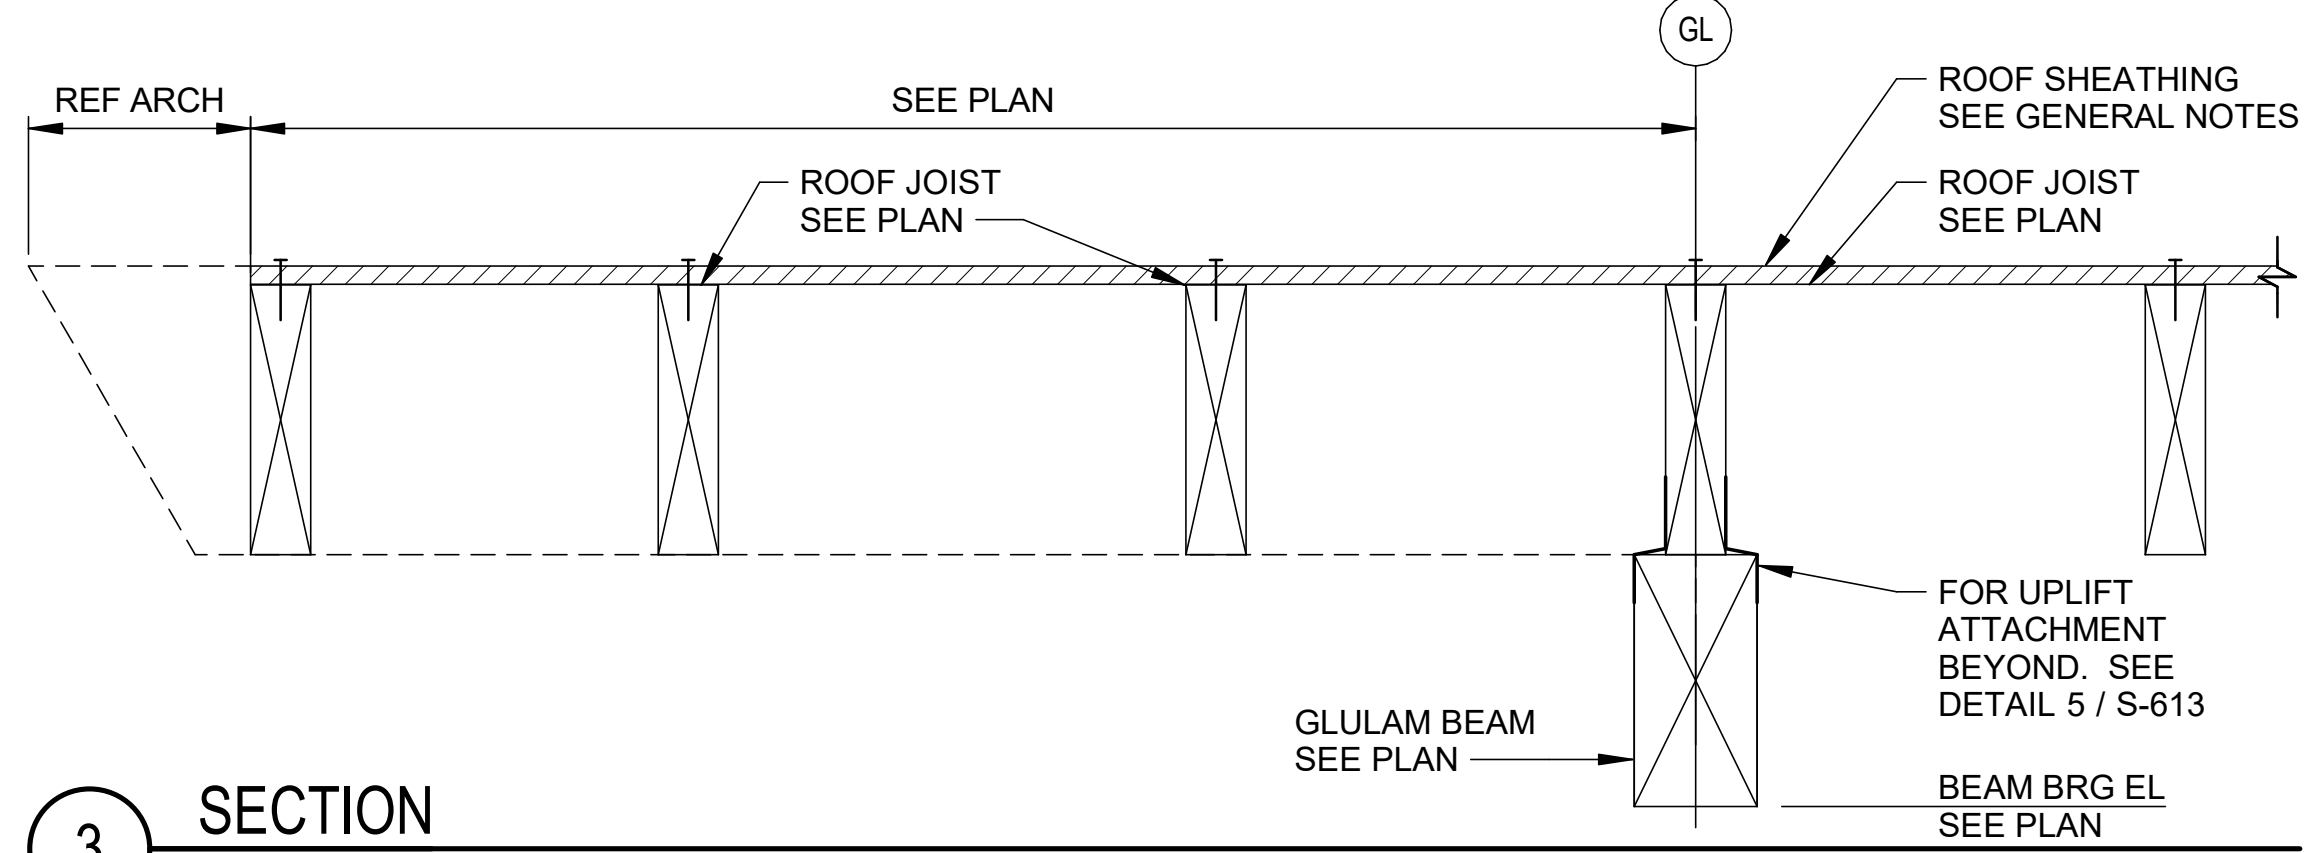 GL
REF ARCH
SEE PLAN
ROOF SHEATHING
SEE GENERAL NOTES
ROOF JOIST
SEE PLAN
ROOF JOIST
SEE PLAN
FOR UPLIFT
ATTACHMENT
BEYOND. SEE
DETAIL 5 / S-613
GLULAM BEAM
SEE PLAN
BEAM BRG EL
SEE PLAN
3
SECTION